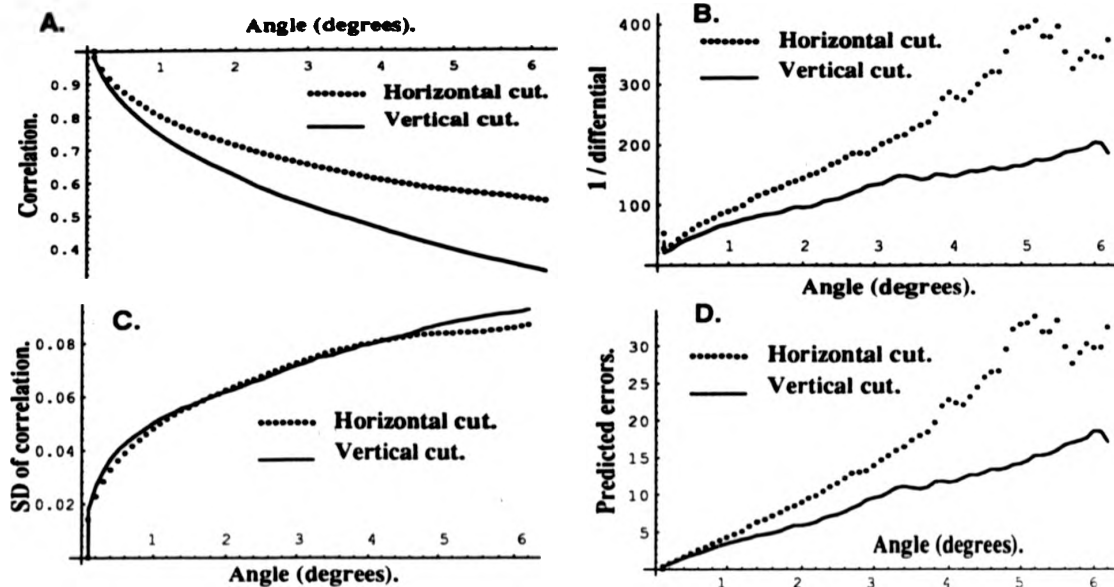 A.
Angle (degrees).
1 2 3 4 5 6
0.9
0.8
0.7
0.6
0.5
0.4
Correlation.
Horizontal cut.
Vertical cut.
B.
400
300
200
100
1 / differntial
Horizontal cut.
Vertical cut.
1 2 3 4 5 6
Angle (degrees).
C.
0.08
0.06
0.04
0.02
SD of correlation.
Horizontal cut.
Vertical cut.
1 2 3 4 5 6
Angle (degrees).
D.
30
25
20
15
10
5
Predicted errors.
Horizontal cut.
Vertical cut.
Angle (degrees).
1 2 3 4 5 6